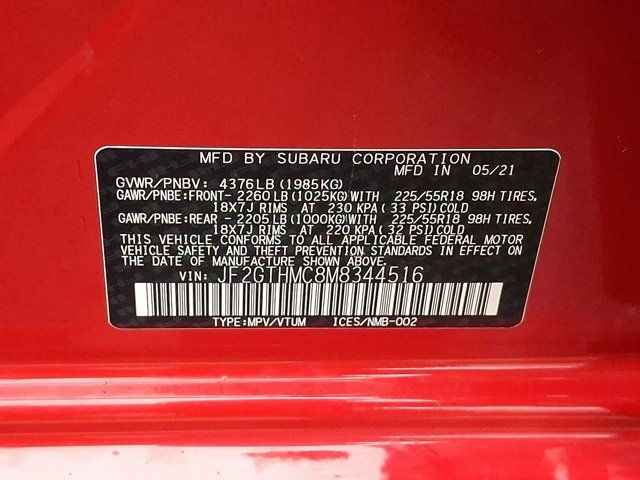 MFD BY SUBARU CORPORATION
MFD IN 05/21
GVWR/PNBV: 4376LB (1985KG)
GAWR/PNBE:FRONT- 2260LB (1025KG)WITH 225/55R18 98H TIRES,
18X7J RIMS AT 230 KPA ( 33 PSI)COLD
GAWR/PNBE:REAR - 2205LB (1000KG)WITH 225/55R18 98H TIRES,
18X7J RIMS AT 220 KPA ( 32 PSI)COLD
THIS VEHICLE CONFORMS TO ALL APPLICABLE FEDERAL MOTOR
VEHICLE SAFETY AND THEFT PREVENTION STANDARDS IN EFFECT ON
THE DATE OF MANUFACTURE SHOWN ABOVE.
VIN: JF2GTHMC8M8344516
TYPE:MPV/VTUM ICES/NMB-002